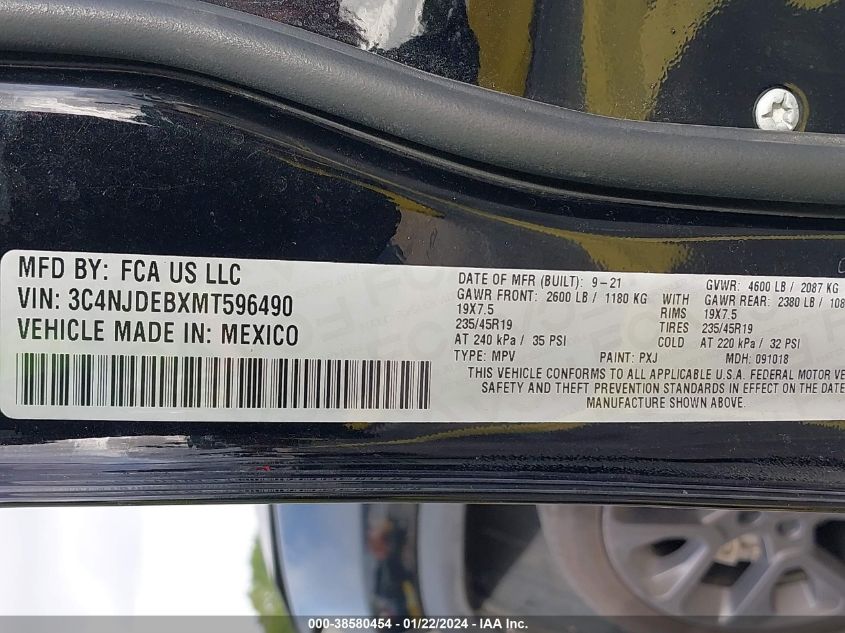 MFD BY: FCA US LLC
VIN: 3C4NJDEBXMT596490
VEHICLE MADE IN: MEXICO
DATE OF MFR (BUILT): 9-21 GVWR: 4600 LB / 2087 KG
GAWR FRONT: 2600 LB / 1180 KG WITH GAWR REAR: 2380 LB /
19X7.5 RIMS 19X7.5
235/45R19 TIRES 235/45R19
AT 240 kPa / 35 PSI COLD AT 220 kPa / 32 PSI
TYPE: MPV PAINT: PXJ MDH: 091018
THIS VEHICLE CONFORMS TO ALL APPLICABLE U.S.A. FEDERAL MOTOR
SAFETY AND THEFT PREVENTION STANDARDS IN EFFECT ON THE DATE
MANUFACTURE SHOWN ABOVE.
000-38580454 - 01/22/2024 - IAA Inc.